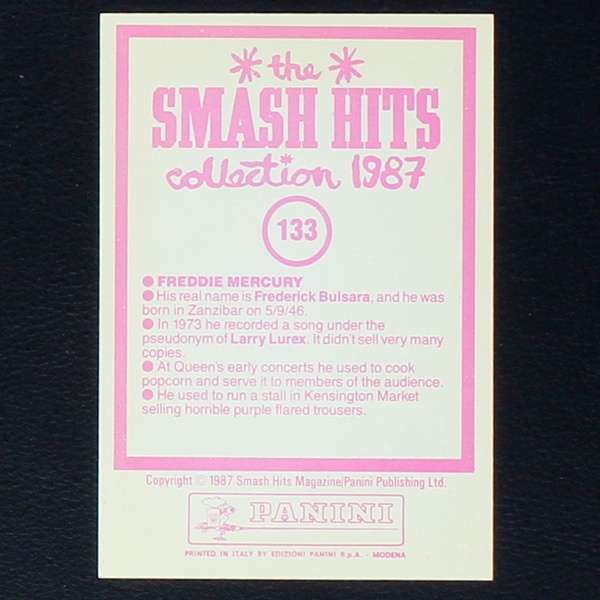 the
SMASH HITS
collection 1987
133
● FREDDIE MERCURY
● His real name is Frederick Bulsara, and he was
born in Zanzibar on 5/9/46.
● In 1973 he recorded a song under the
pseudonym of Larry Lurex. It didn't sell very many
copies.
● At Queen's early concerts he used to cook
popcorn and serve it to members of the audience.
● He used to run a stall in Kensington Market
selling horrible purple flared trousers.
Copyright © 1987 Smash Hits Magazine/Panini Publishing Ltd.
PANINI
PRINTED IN ITALY BY EDIZIONI PANINI S.p.A. - MODENA